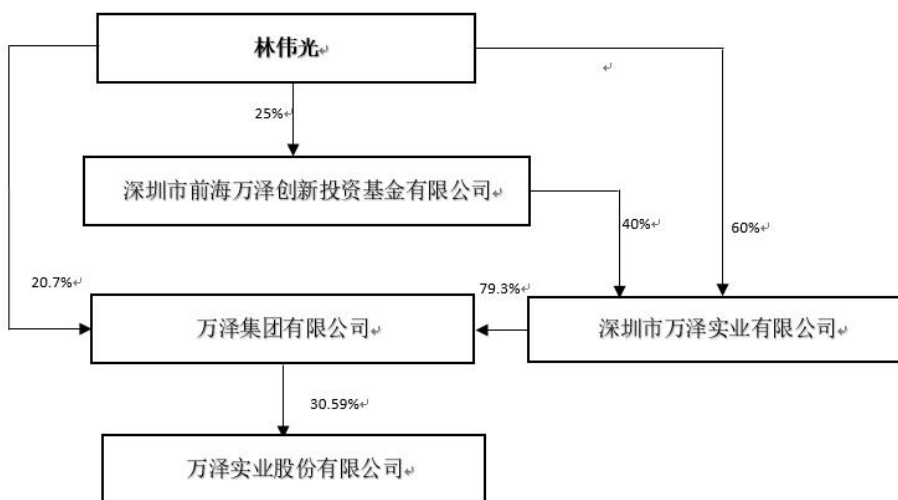 林伟光↵
↵
25%↵
深圳市前海万泽创新投资基金有限公司↵
40%↵
60%↵
20.7%↵
79.3%↵
万泽集团有限公司↵
深圳市万泽实业有限公司↵
30.59%↵
万泽实业股份有限公司↵